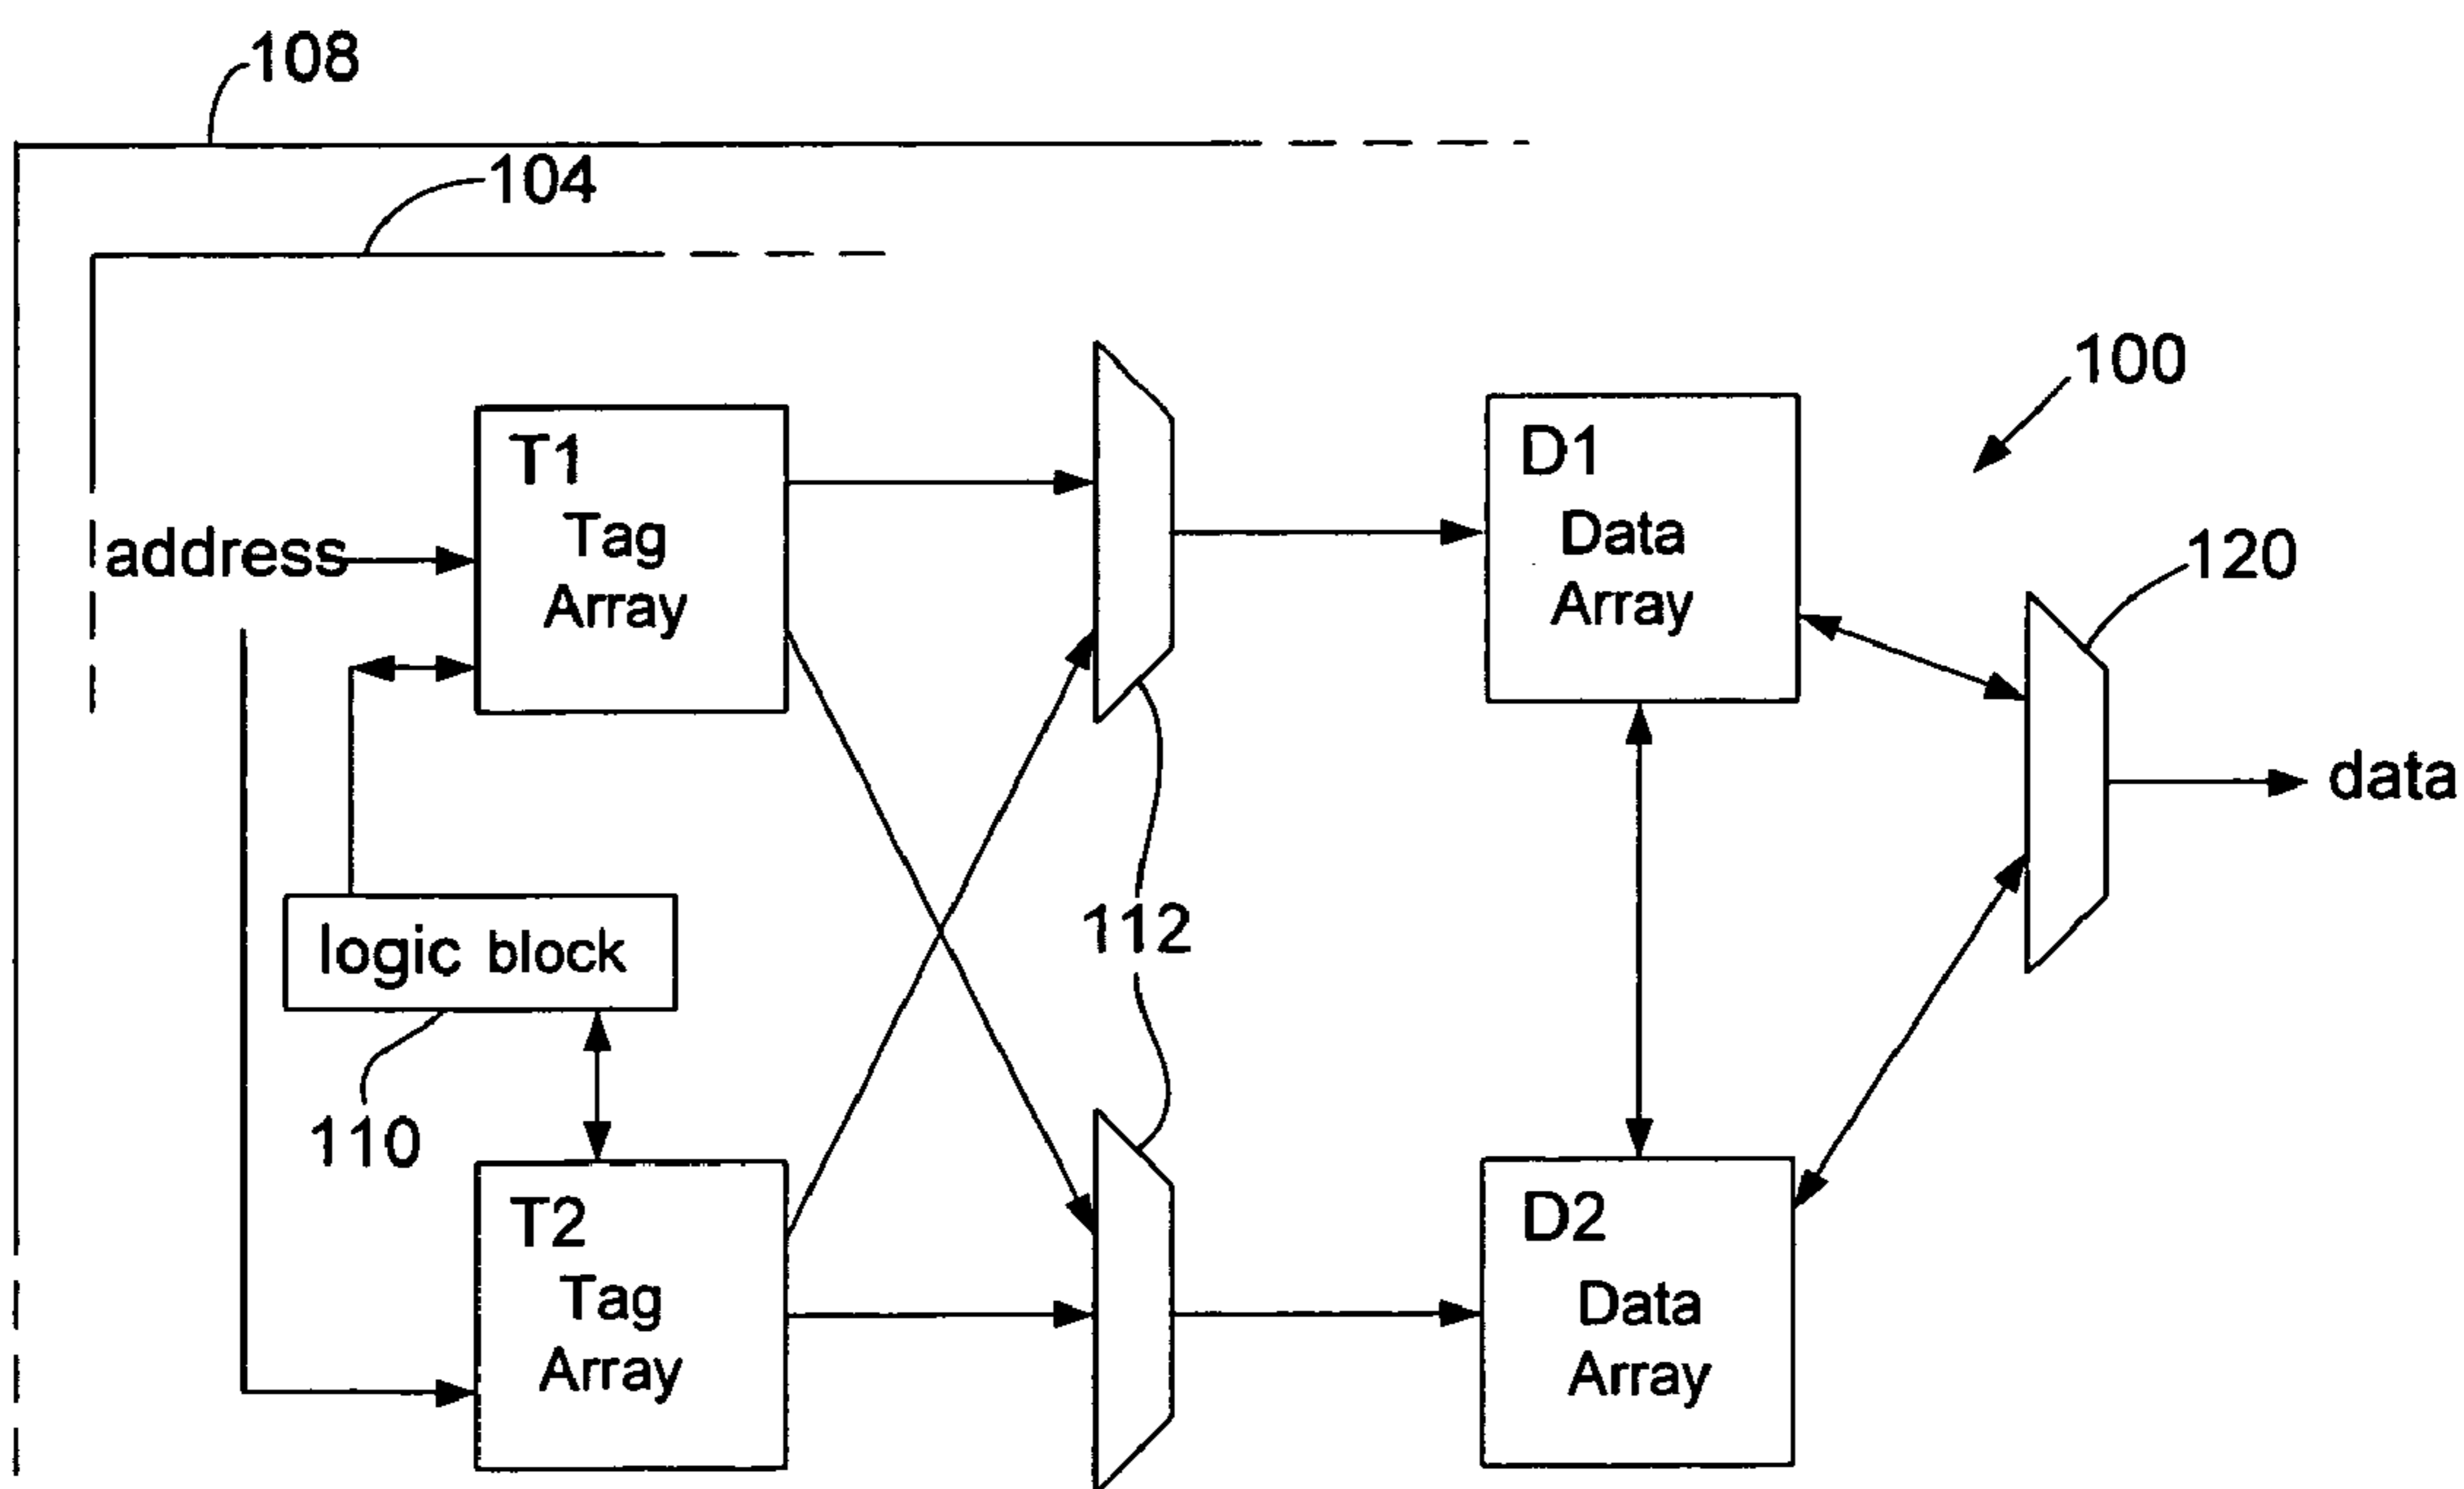 108
104
100
T1
Tag
Array
D1
Data
Array
address
120
data
logic block
112
110
T2
Tag
Array
D2
Data
Array